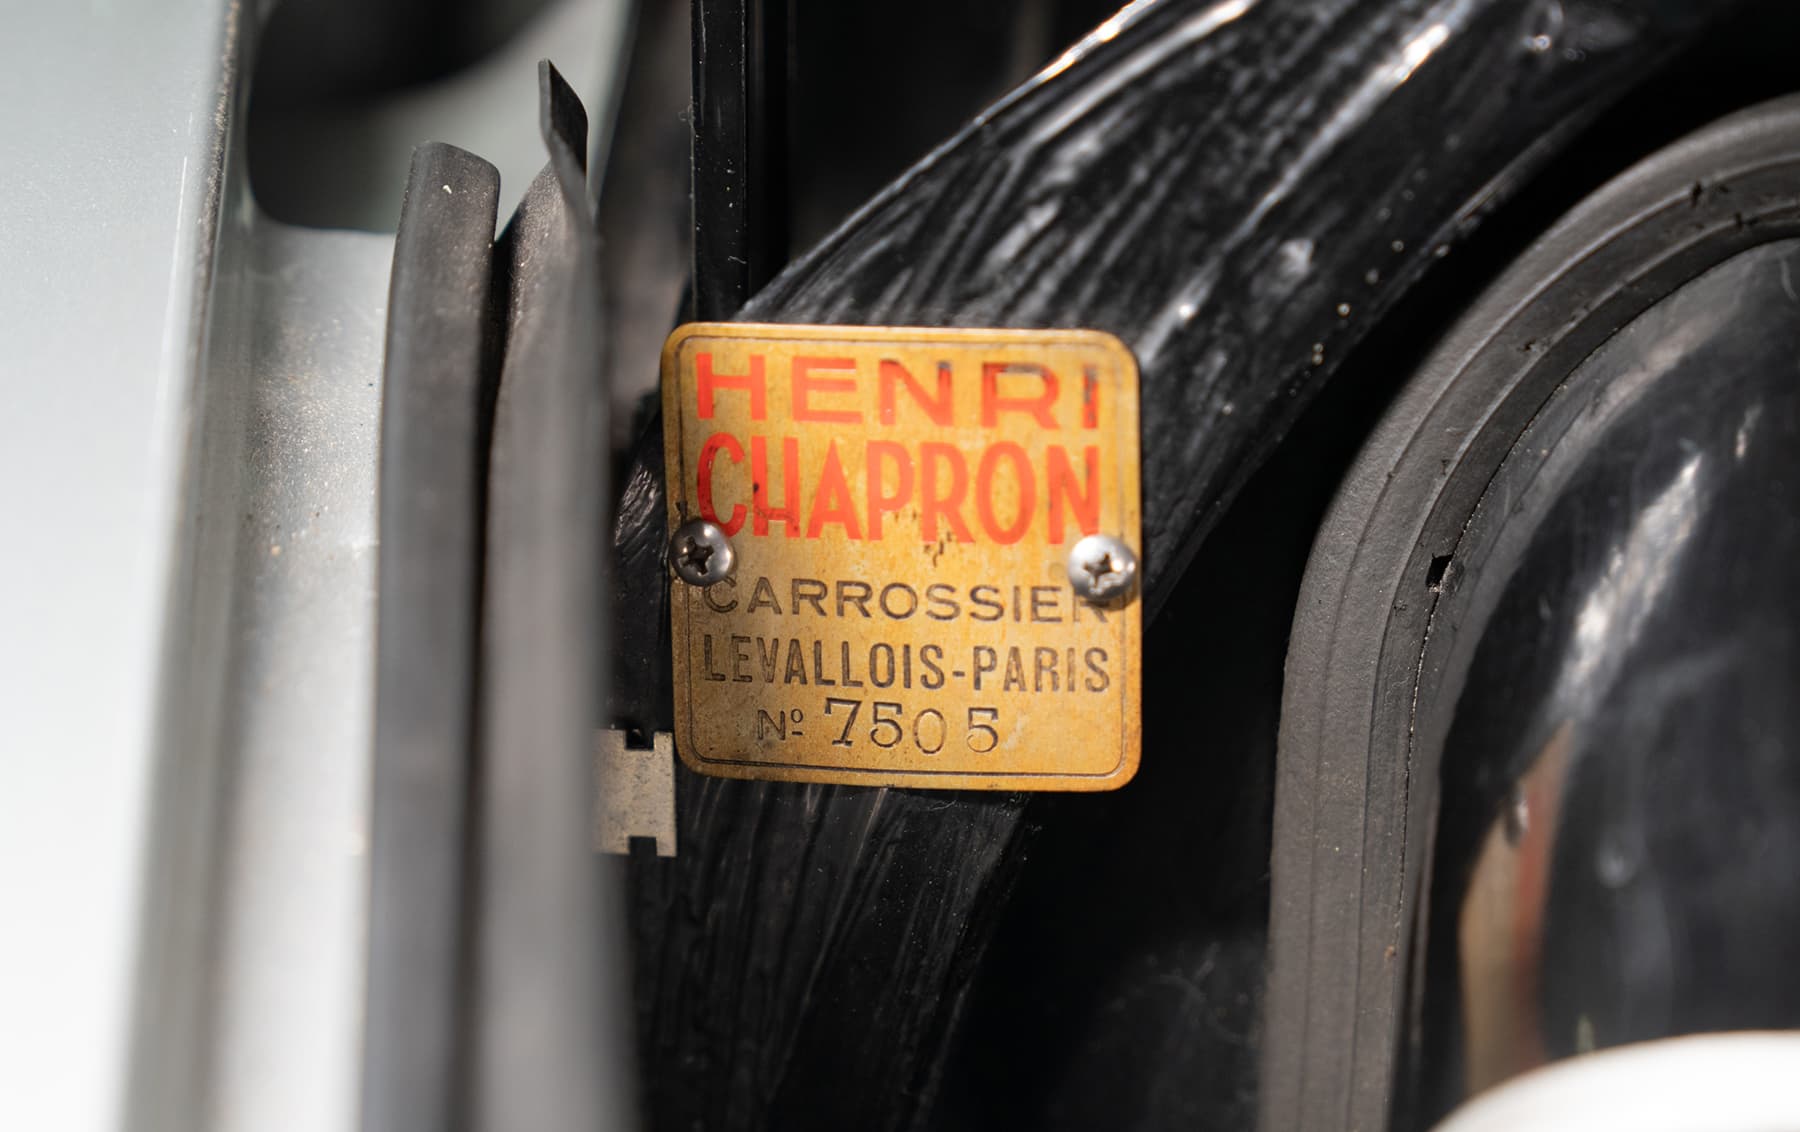 HENRI
CHAPRON
CARROSSIER
LEVALLOIS-PARIS
Nº 7505